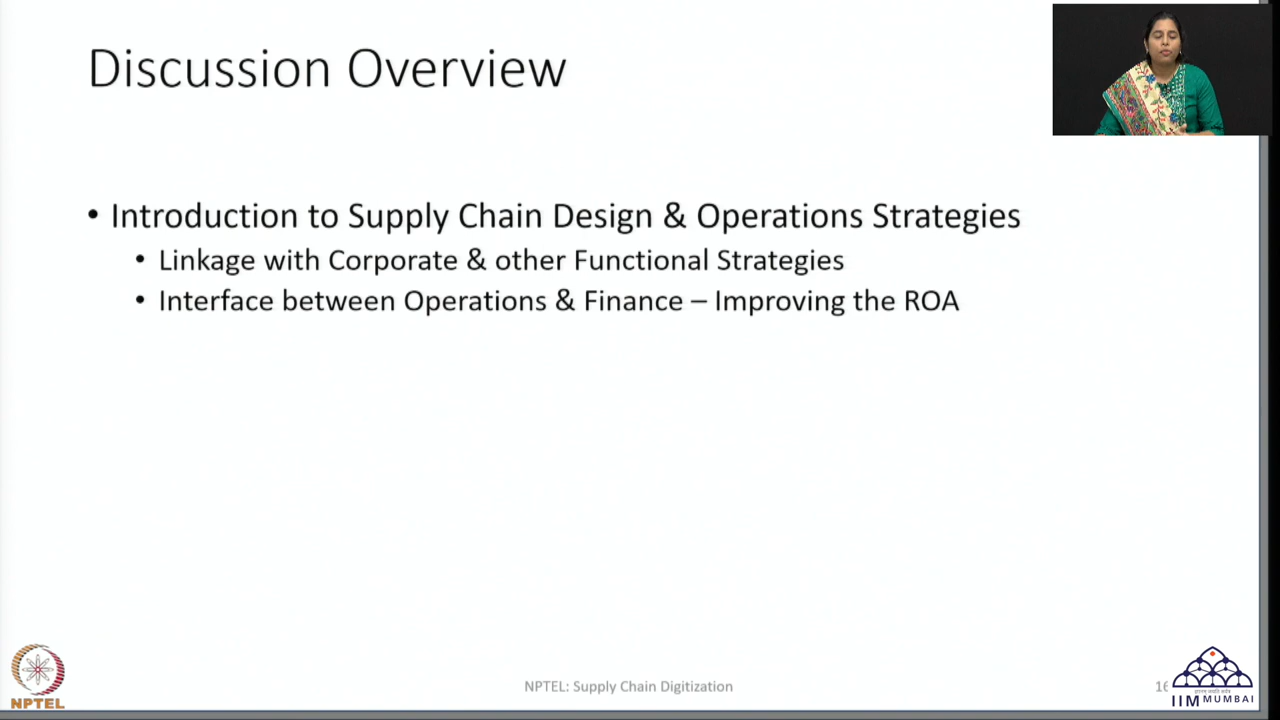 Discussion Overview
• Introduction to Supply Chain Design & Operations Strategies
• Linkage with Corporate & other Functional Strategies
• Interface between Operations & Finance – Improving the ROA
NPTEL
NPTEL: Supply Chain Digitization
16
IIM MUMBAI